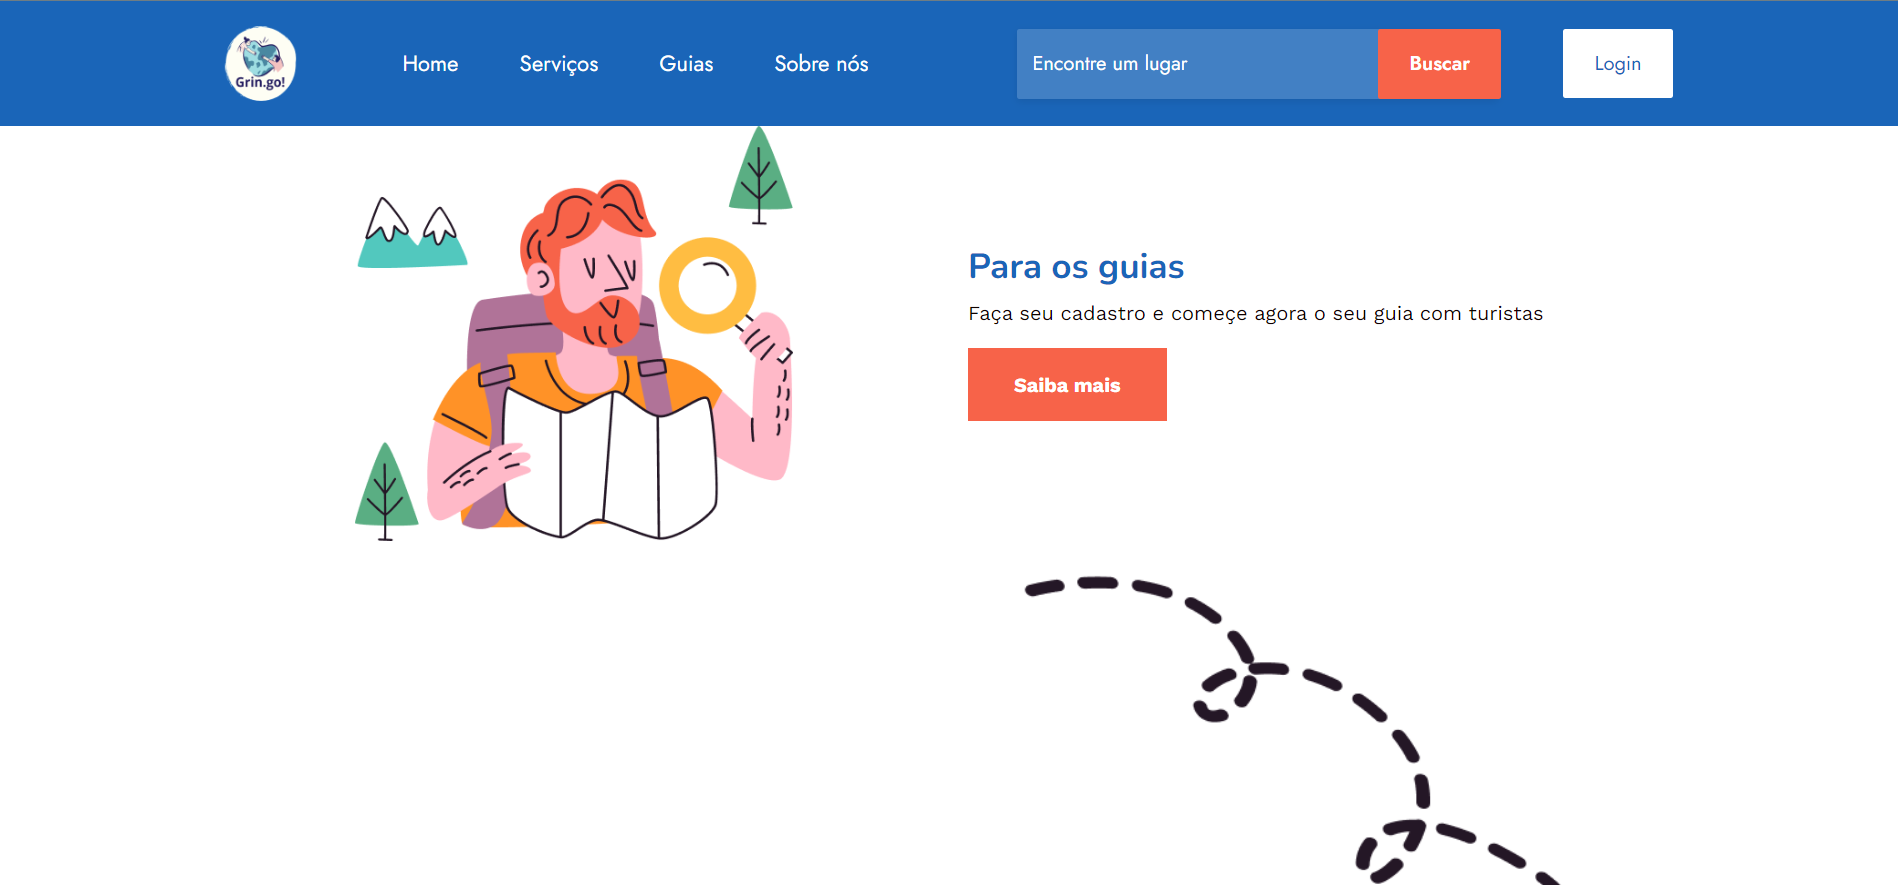 Grin.go!
Home
Serviços
Guias
Sobre nós
Encontre um lugar
Buscar
Login
Para os guias
Faça seu cadastro e começe agora o seu guia com turistas
Saiba mais